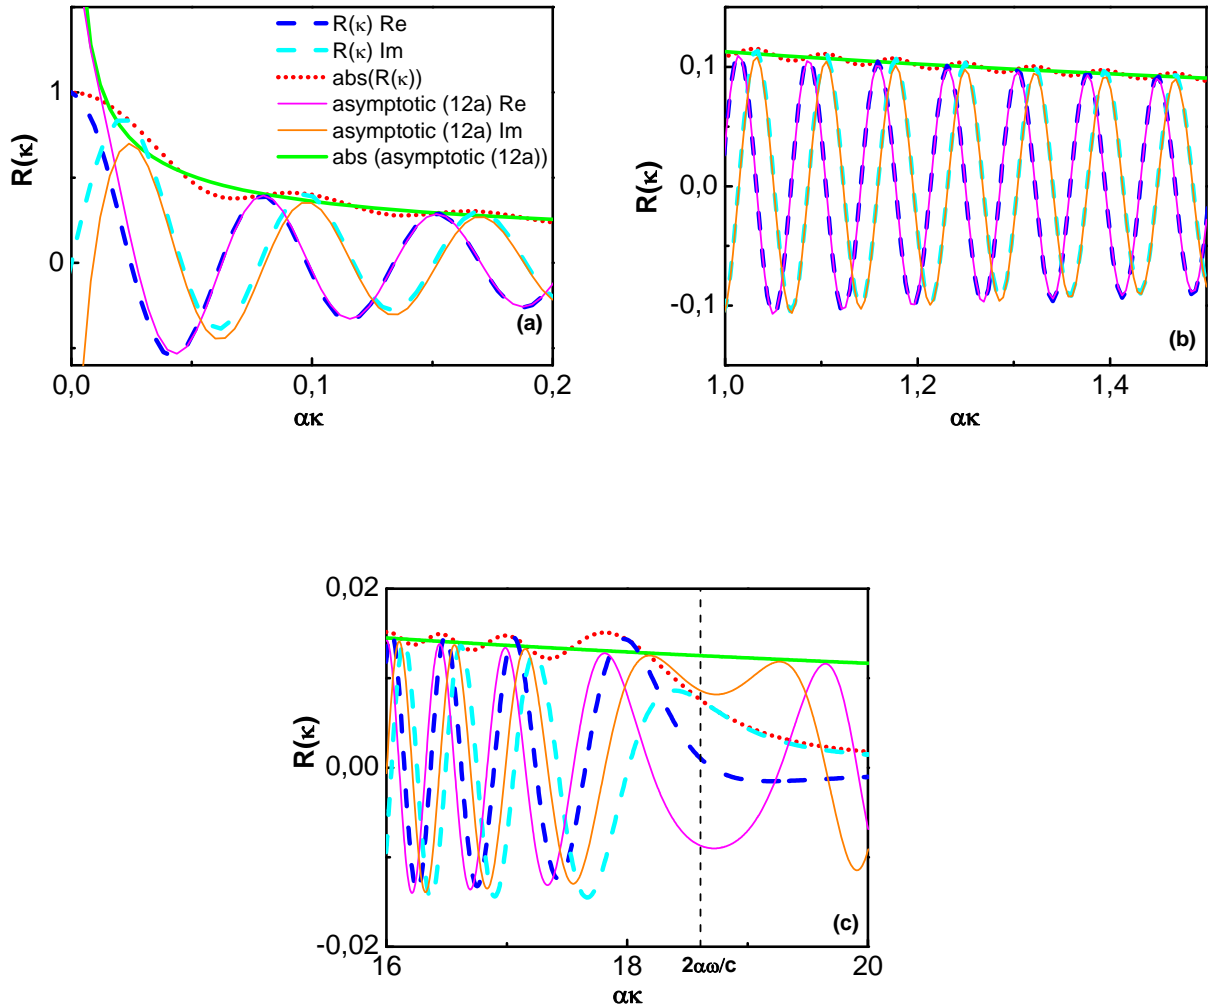 R(κ) Re
R(κ) Im
abs(R(κ))
asymptotic (12a) Re
asymptotic (12a) Im
abs (asymptotic (12a))
R(κ)
1
0
(a)
0,0
0,1
0,2
ακ
R(κ)
0,1
0,0
-0,1
(b)
1,0
1,2
1,4
ακ
R(κ)
0,02
0,00
-0,02
(c)
16
18
2αω/c
20
ακ